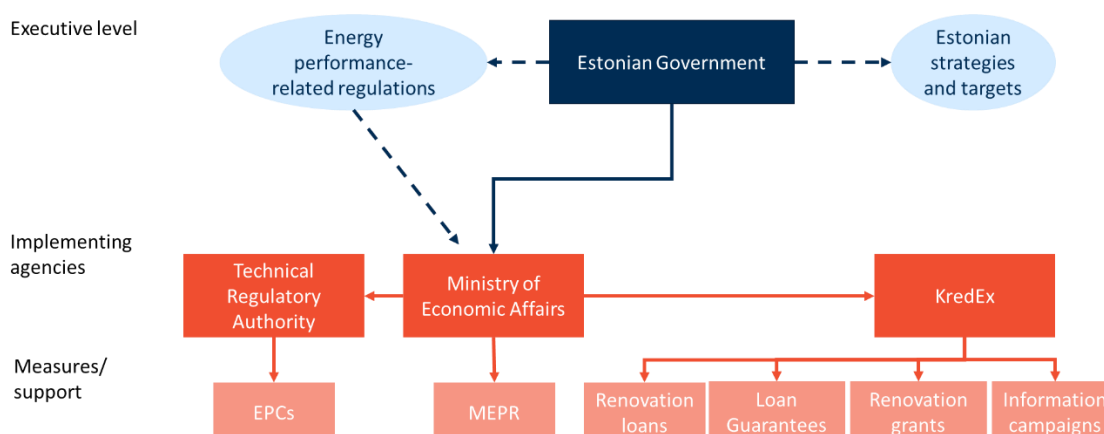 Executive level
Energy
performance-
related regulations
Estonian Government
Estonian
strategies
and targets
Implementing
agencies
Technical
Regulatory
Authority
Ministry of
Economic Affairs
KredEx
Measures/
support
EPCs
MEPR
Renovation
loans
Loan
Guarantees
Renovation
grants
Information
campaigns